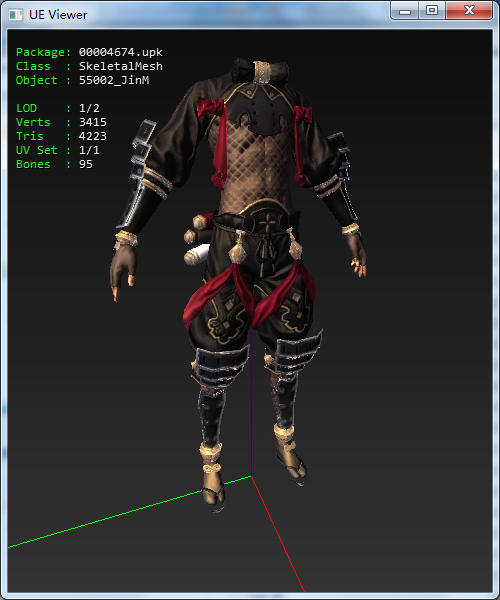 UE Viewer
Package: 00004674.upk
Class  : SkeletalMesh
Object : 55002_JinM
LOD    : 1/2
Verts  : 3415
Tris   : 4223
UV Set : 1/1
Bones  : 95